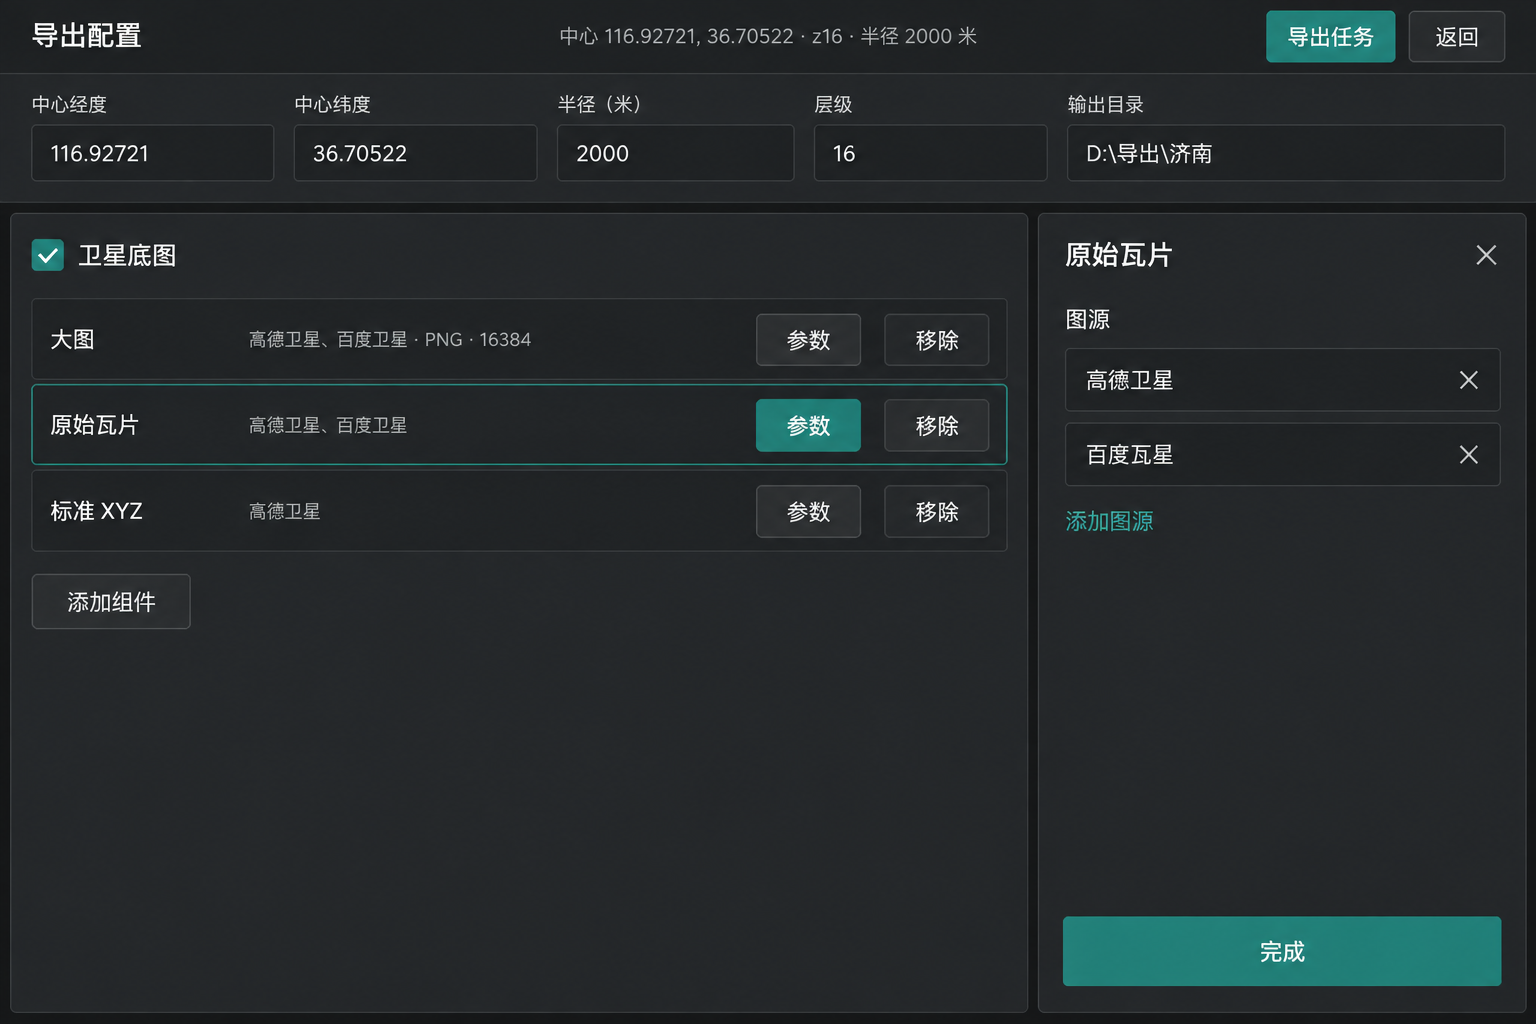 导出配置
中心 116.92721, 36.70522 · z16 · 半径 2000 米
导出任务
返回
中心经度
中心纬度
半径（米）
层级
输出目录
116.92721
36.70522
2000
16
D:\导出\济南
卫星底图
大图
高德卫星、百度卫星 · PNG · 16384
参数
移除
原始瓦片
高德卫星、百度卫星
参数
移除
标准 XYZ
高德卫星
参数
移除
添加组件
原始瓦片
图源
高德卫星
百度瓦星
添加图源
完成